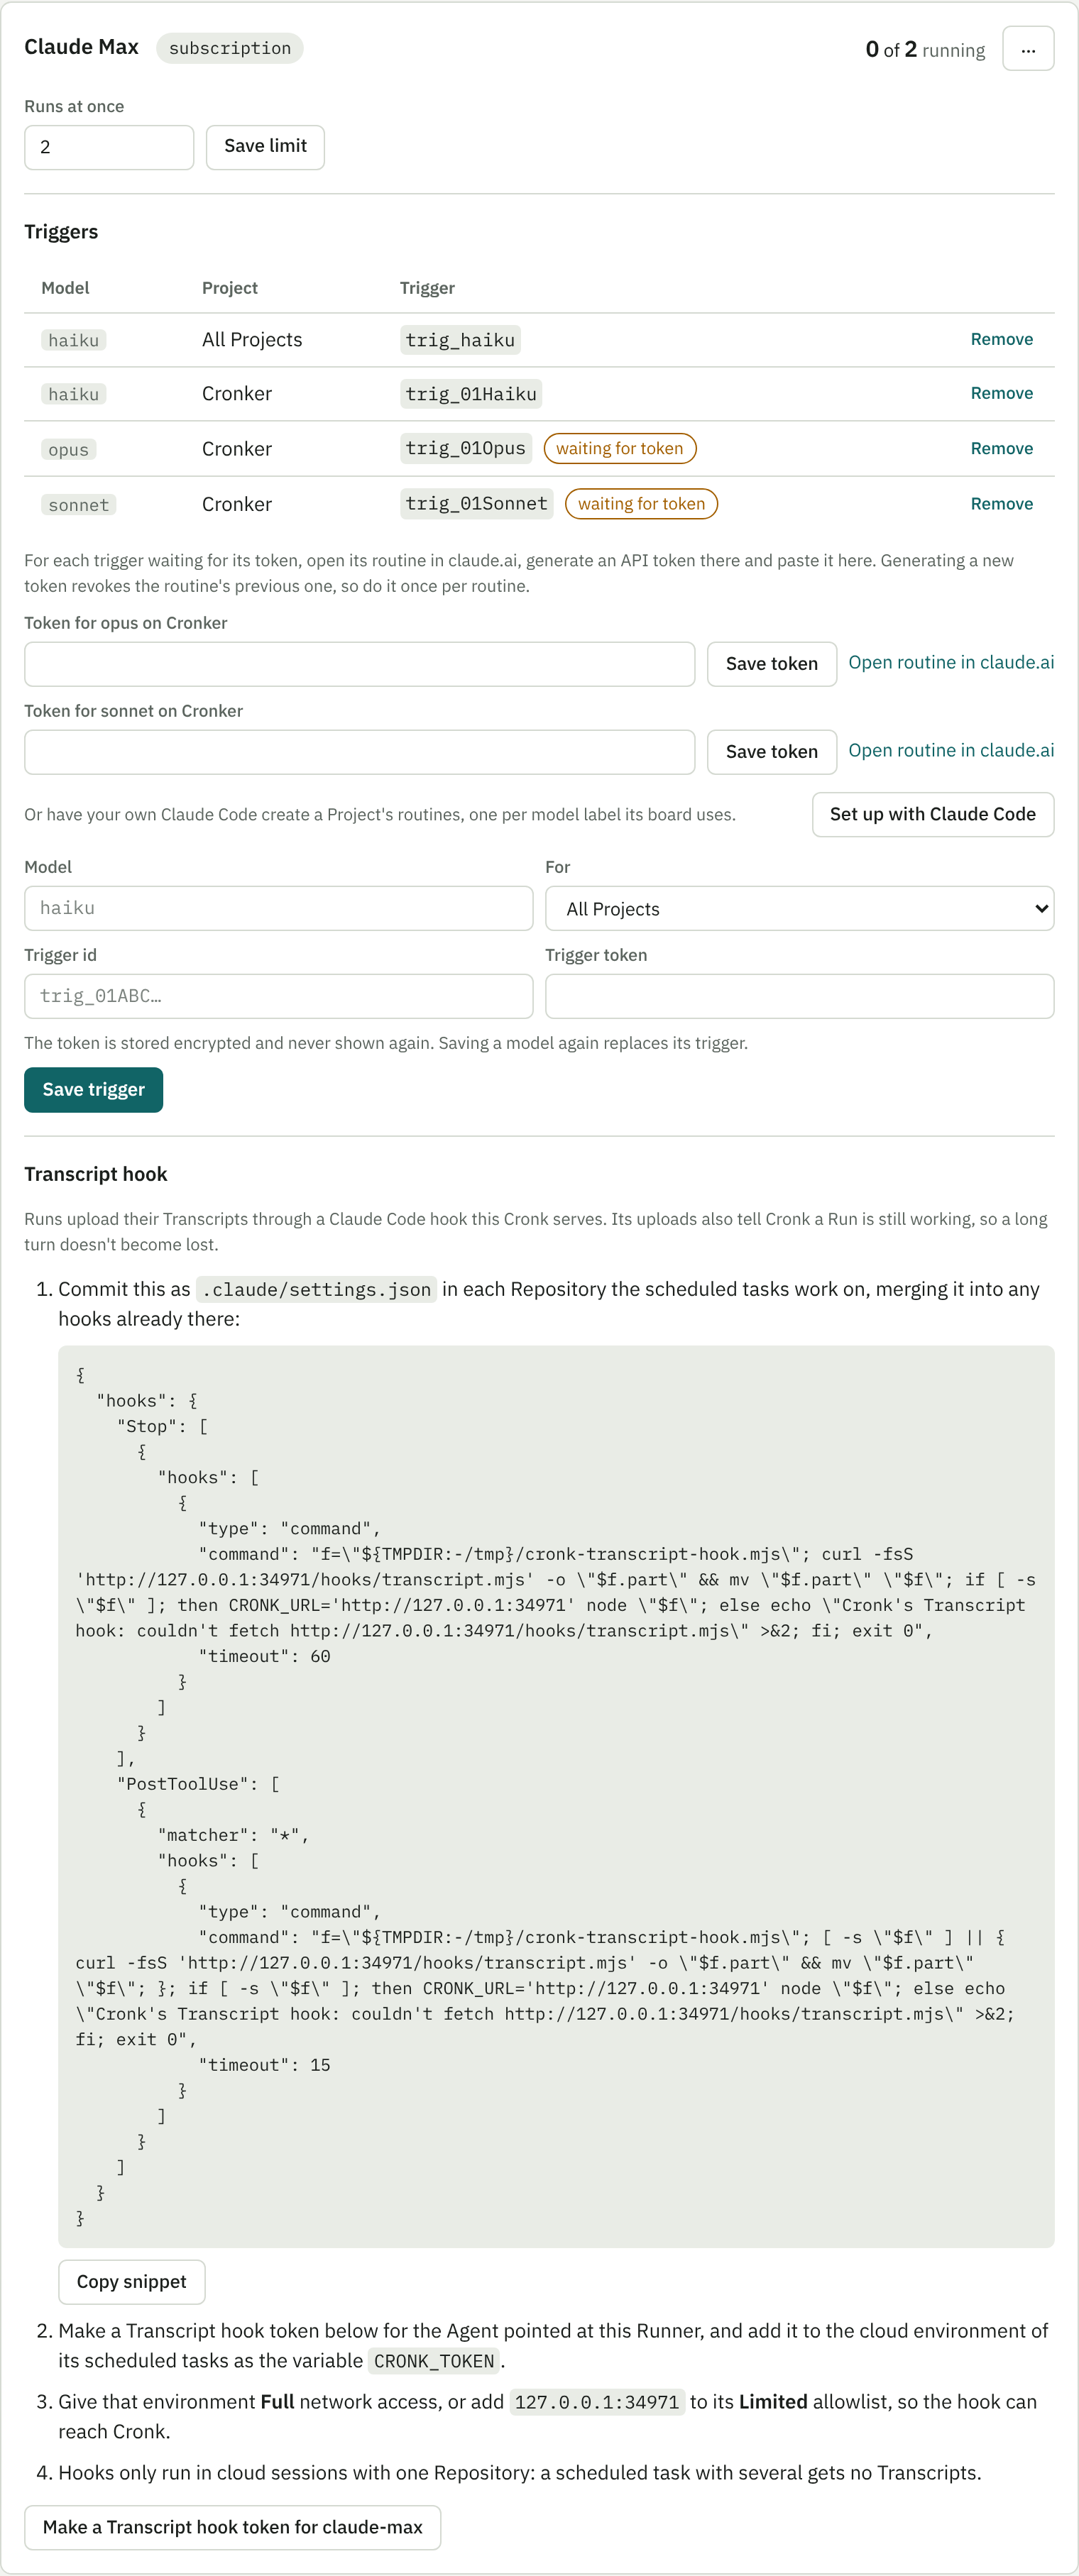 Claude Max subscription 0 of 2 running ...
Runs at once
2 Save limit
Triggers
Model Project Trigger
haiku All Projects trig_haiku Remove
haiku Cronker trig_01Haiku Remove
opus Cronker trig_01Opus waiting for token Remove
sonnet Cronker trig_01Sonnet waiting for token Remove
For each trigger waiting for its token, open its routine in claude.ai, generate an API token there and paste it here. Generating a new
token revokes the routine's previous one, so do it once per routine.
Token for opus on Cronker
Save token Open routine in claude.ai
Token for sonnet on Cronker
Save token Open routine in claude.ai
Or have your own Claude Code create a Project's routines, one per model label its board uses. Set up with Claude Code
Model For
haiku All Projects
Trigger id Trigger token
trig_01ABC…
The token is stored encrypted and never shown again. Saving a model again replaces its trigger.
Save trigger
Transcript hook
Runs upload their Transcripts through a Claude Code hook this Cronk serves. Its uploads also tell Cronk a Run is still working, so a long
turn doesn't become lost.
1. Commit this as .claude/settings.json in each Repository the scheduled tasks work on, merging it into any
hooks already there:
{
  "hooks": {
    "Stop": [
      {
        "hooks": [
          {
            "type": "command",
            "command": "f=\"${TMPDIR:-/tmp}/cronk-transcript-hook.mjs\"; curl -fsS
'http://127.0.0.1:34971/hooks/transcript.mjs' -o \"$f.part\" && mv \"$f.part\" \"$f\"; if [ -s
\"$f\" ]; then CRONK_URL='http://127.0.0.1:34971' node \"$f\"; else echo \"Cronk's Transcript
hook: couldn't fetch http://127.0.0.1:34971/hooks/transcript.mjs\" >&2; fi; exit 0",
            "timeout": 60
          }
        ]
      }
    ],
    "PostToolUse": [
      {
        "matcher": "*",
        "hooks": [
          {
            "type": "command",
            "command": "f=\"${TMPDIR:-/tmp}/cronk-transcript-hook.mjs\"; [ -s \"$f\" ] || {
curl -fsS 'http://127.0.0.1:34971/hooks/transcript.mjs' -o \"$f.part\" && mv \"$f.part\"
\"$f\"; }; if [ -s \"$f\" ]; then CRONK_URL='http://127.0.0.1:34971' node \"$f\"; else echo
\"Cronk's Transcript hook: couldn't fetch http://127.0.0.1:34971/hooks/transcript.mjs\" >&2;
fi; exit 0",
            "timeout": 15
          }
        ]
      }
    ]
  }
}
Copy snippet
2. Make a Transcript hook token below for the Agent pointed at this Runner, and add it to the cloud environment of
its scheduled tasks as the variable CRONK_TOKEN.
3. Give that environment Full network access, or add 127.0.0.1:34971 to its Limited allowlist, so the hook can
reach Cronk.
4. Hooks only run in cloud sessions with one Repository: a scheduled task with several gets no Transcripts.
Make a Transcript hook token for claude-max